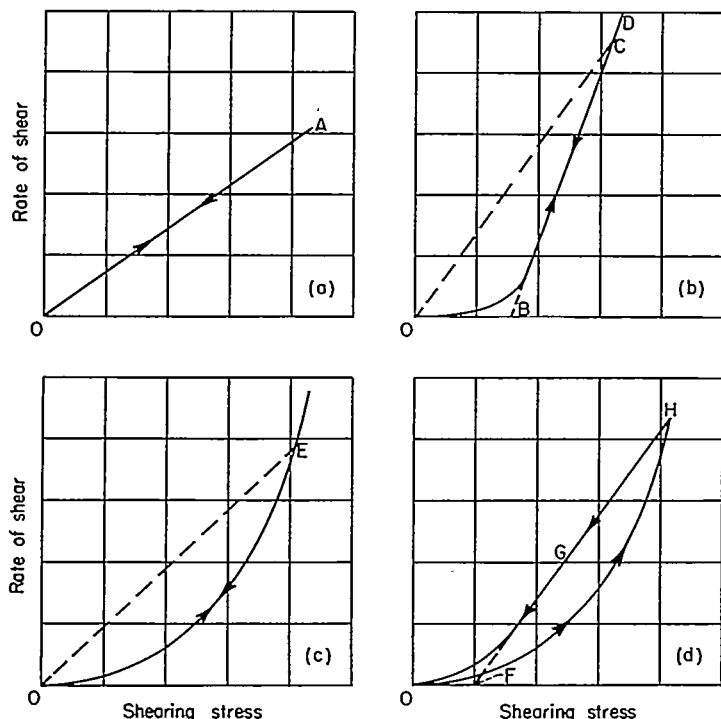 Rate of shear
A
(a)
O
D
C
B
(b)
O
Rate of shear
E
(c)
O
Shearing stress
H
G
F
(d)
O
Shearing stress